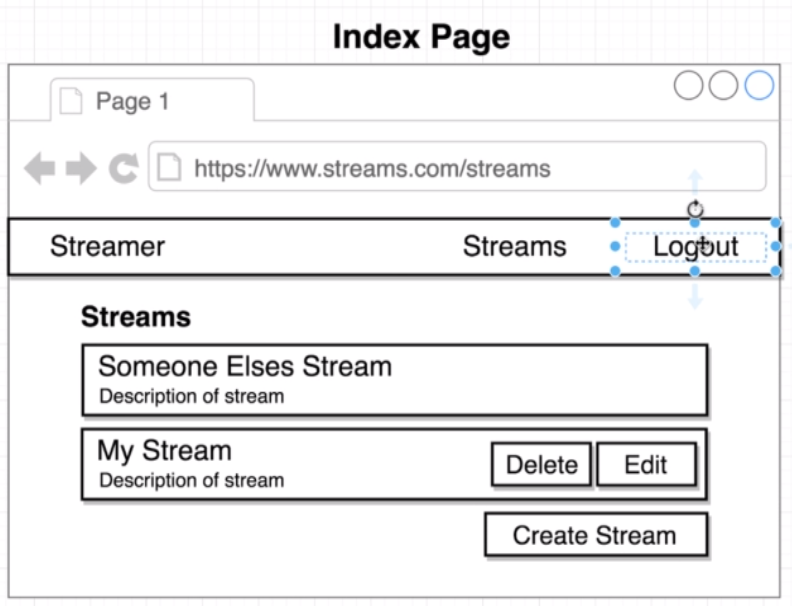 Index Page
Page 1
https://www.streams.com/streams
Streamer Streams Logout
Streams
Someone Elses Stream
Description of stream
My Stream
Description of stream
Delete Edit
Create Stream